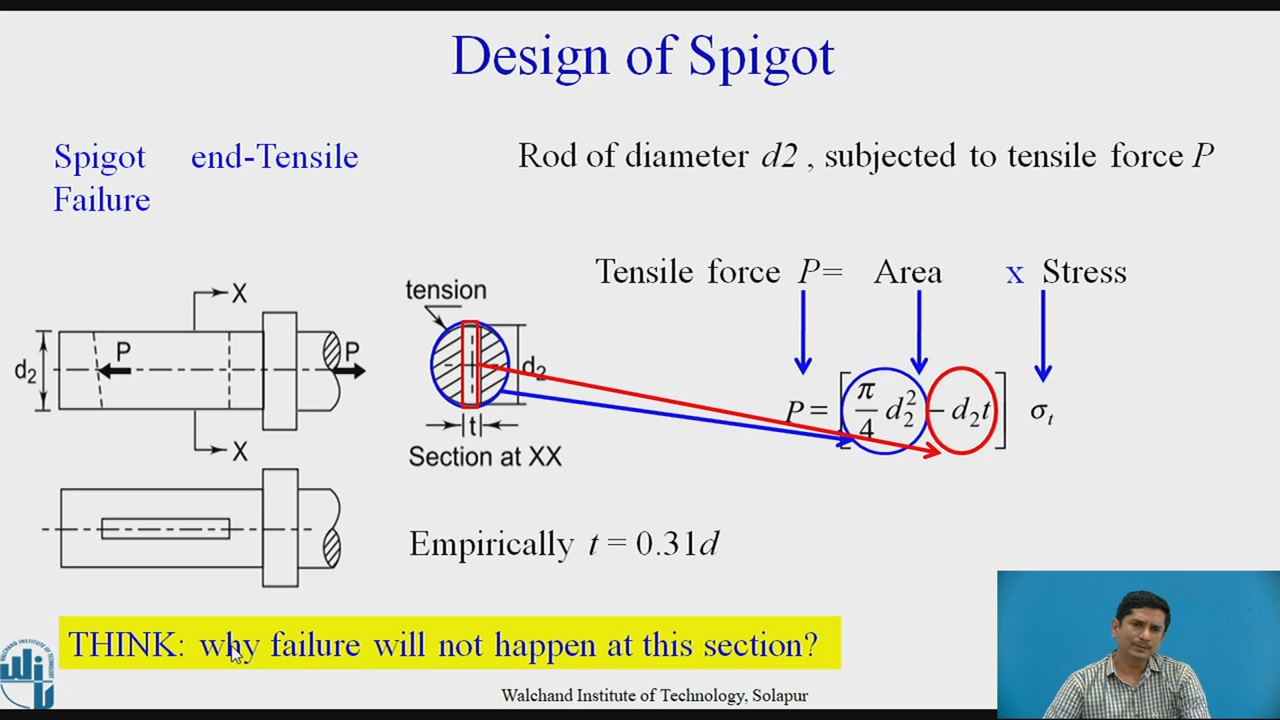 Design of Spigot
Spigot end-Tensile
Failure
Rod of diameter d2 , subjected to tensile force P
Tensile force P= Area x Stress
X
P
P
d₂
X
tension
d₂
t
Section at XX
P = [π/4 d₂² − d₂t] σₜ
Empirically t = 0.31d
THINK: why failure will not happen at this section?
Walchand Institute of Technology, Solapur